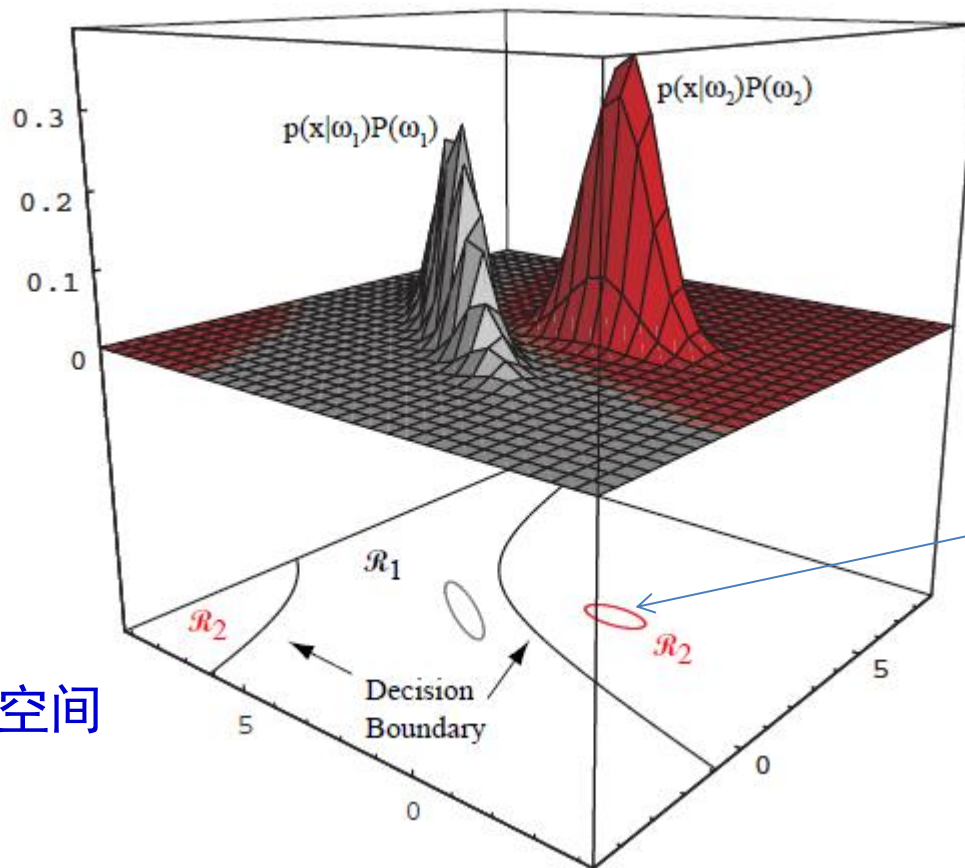 0.3
0.2
0.1
0
p(x|ω₁)P(ω₁)
p(x|ω₂)P(ω₂)
ℛ₁
ℛ₂
ℛ₂
Decision
Boundary
空间
5
0
0
5